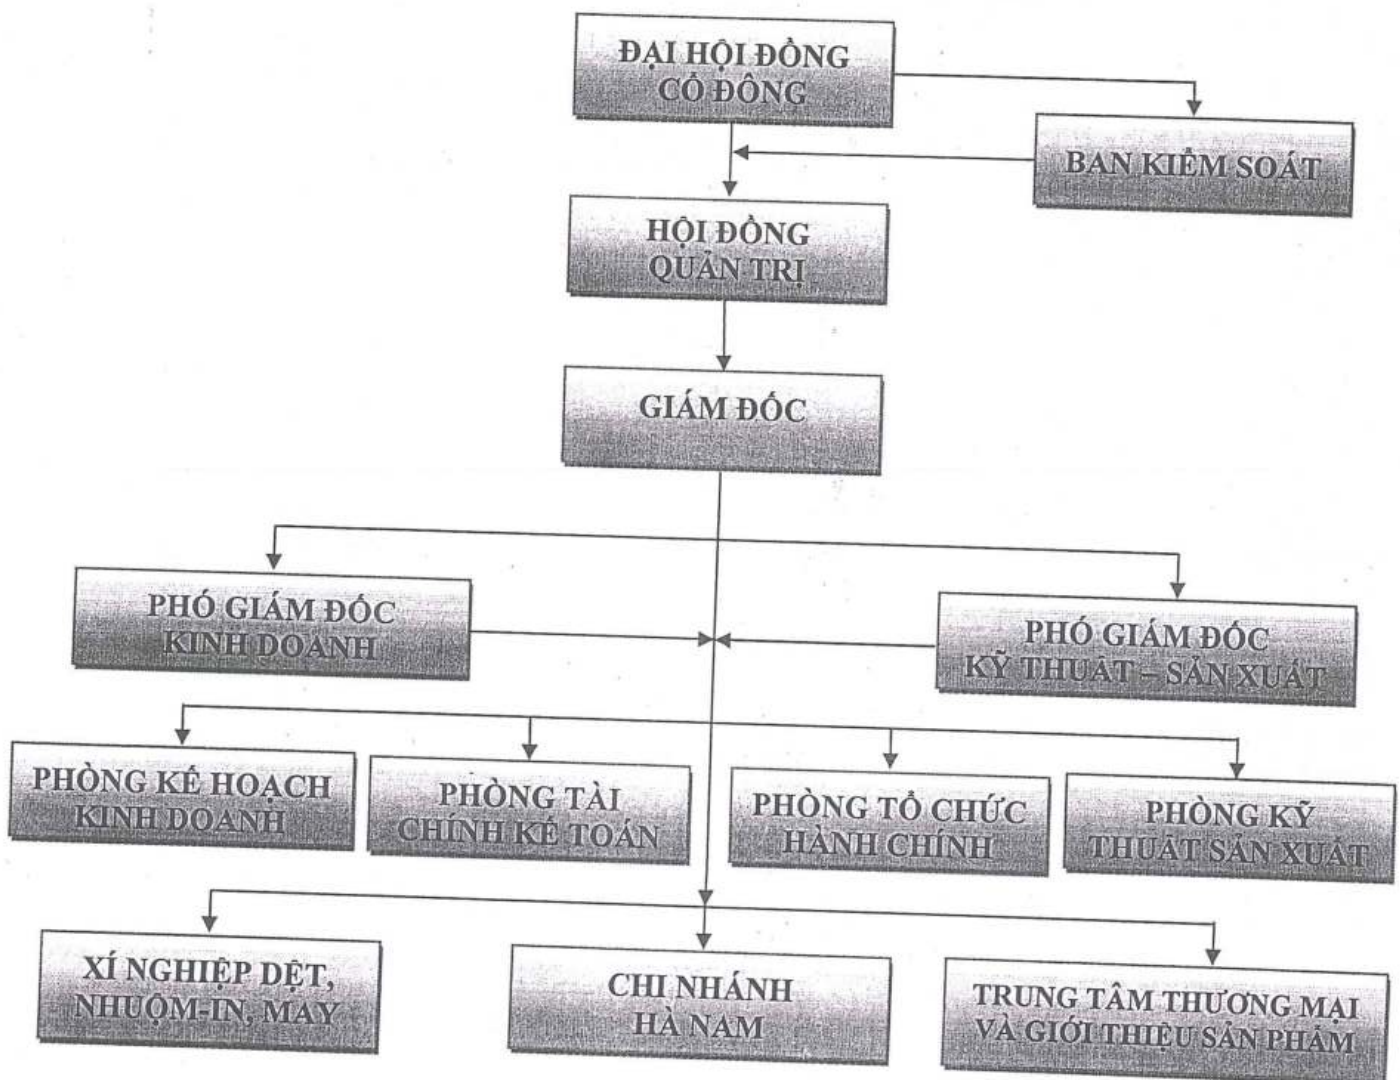 ĐẠI HỘI ĐỒNG
CỔ ĐÔNG
BAN KIỂM SOÁT
HỘI ĐỒNG
QUẢN TRỊ
GIÁM ĐỐC
PHÓ GIÁM ĐỐC
KINH DOANH
PHÓ GIÁM ĐỐC
KỸ THUẬT – SẢN XUẤT
PHÒNG KẾ HOẠCH
KINH DOANH
PHÒNG TÀI
CHÍNH KẾ TOÁN
PHÒNG TỔ CHỨC
HÀNH CHÍNH
PHÒNG KỸ
THUẬT SẢN XUẤT
XÍ NGHIỆP DỆT,
NHUỘM-IN, MAY
CHI NHÁNH
HÀ NAM
TRUNG TÂM THƯƠNG MẠI
VÀ GIỚI THIỆU SẢN PHẨM